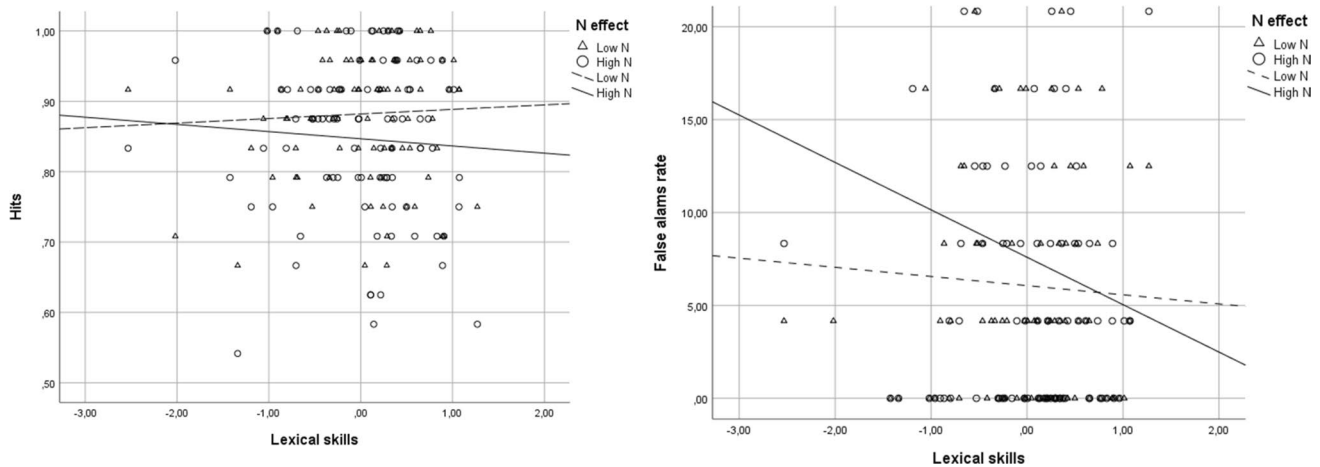 N effect
Low N
High N
Low N
High N
1,00
,90
,80
,70
,60
,50
Hits
-3,00 -2,00 -1,00 ,00 1,00 2,00
Lexical skills
N effect
Low N
High N
Low N
High N
20,00
15,00
10,00
5,00
,00
False alams rate
-3,00 -2,00 -1,00 ,00 1,00 2,00
Lexical skills